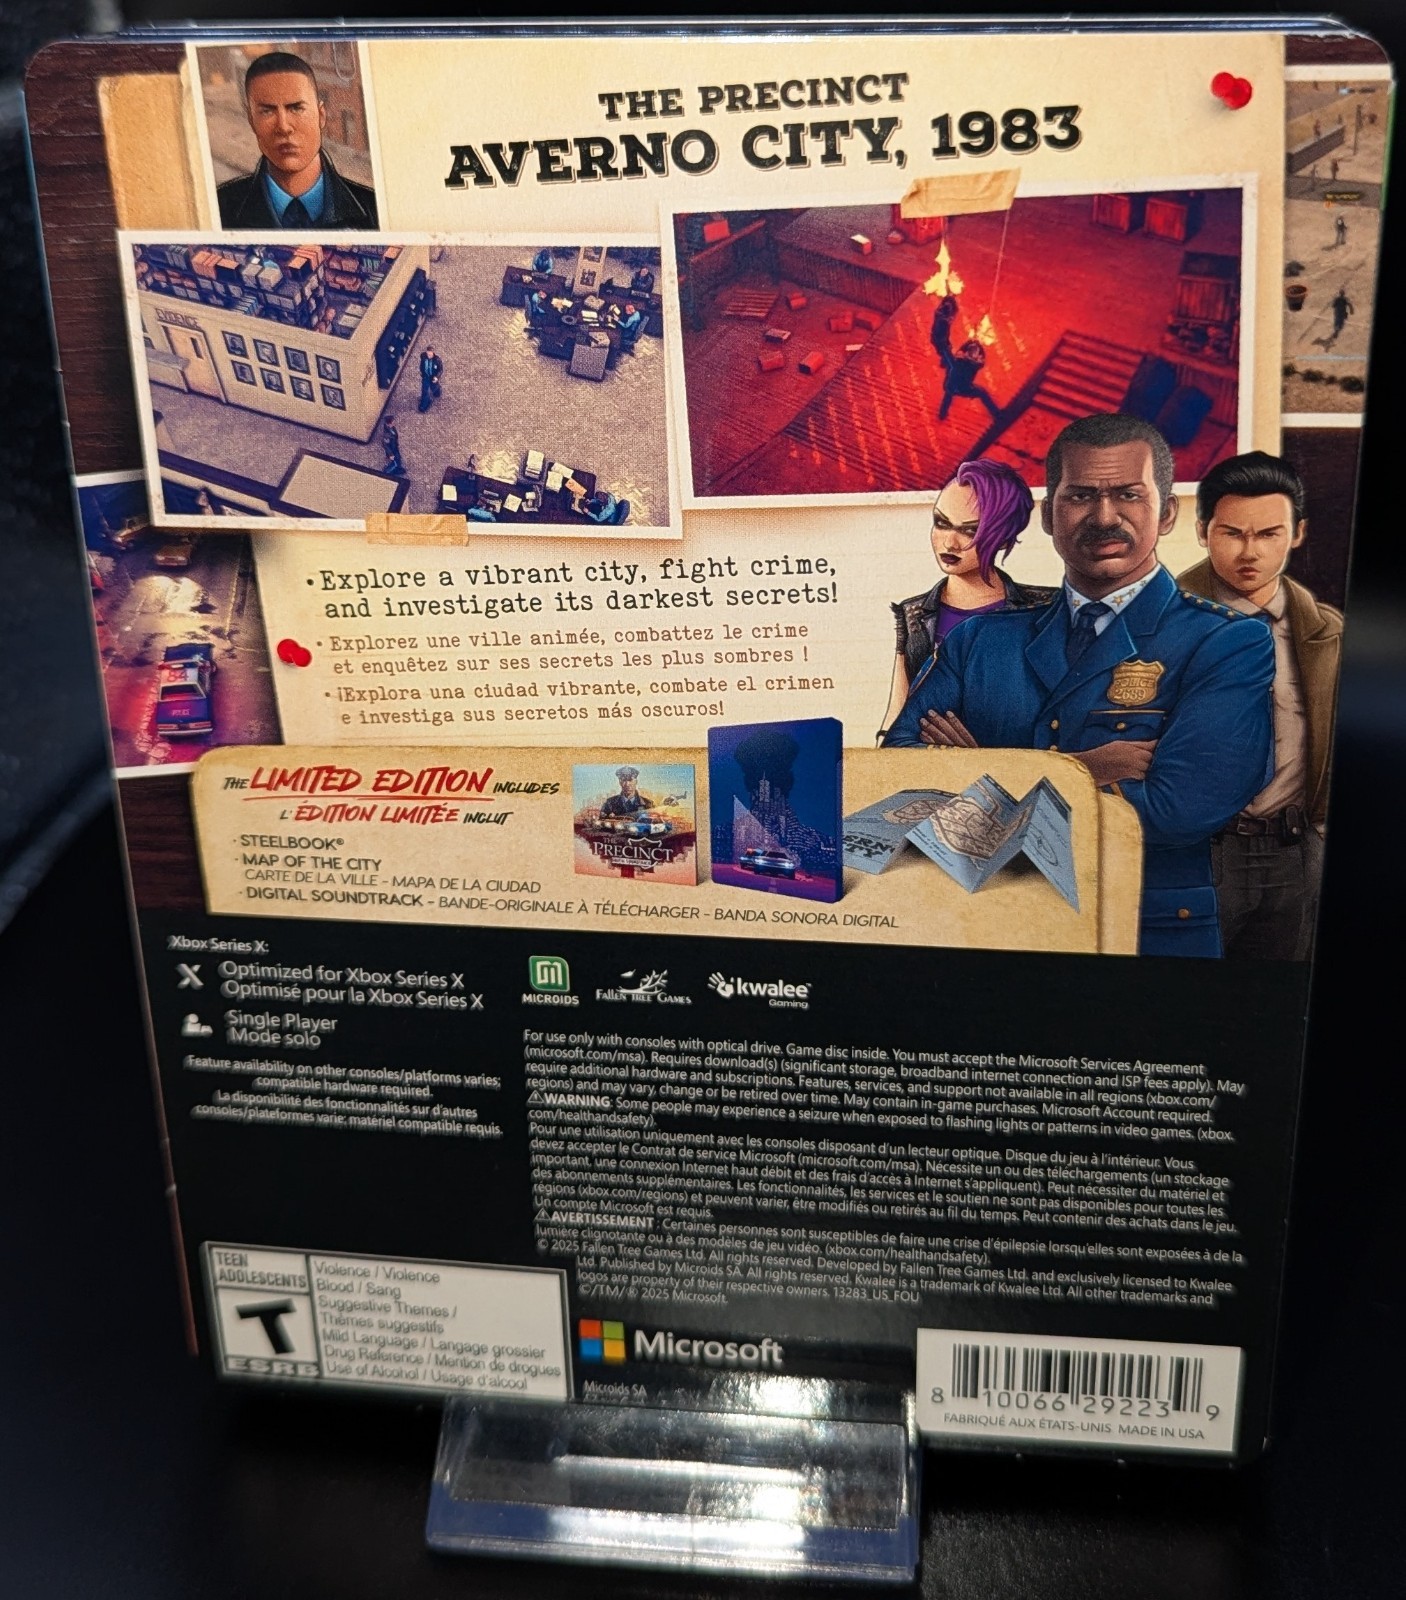 THE PRECINCT
AVERNO CITY, 1983
EVIDENCE
• Explore a vibrant city, fight crime,
and investigate its darkest secrets!
• Explorez une ville animée, combattez le crime
et enquêtez sur ses secrets les plus sombres !
• ¡Explora una ciudad vibrante, combate el crimen
e investiga sus secretos más oscuros!
84
POLICE
2689
THE LIMITED EDITION INCLUDES
L'ÉDITION LIMITÉE INCLUT
• STEELBOOK®
• MAP OF THE CITY
CARTE DE LA VILLE - MAPA DE LA CIUDAD
• DIGITAL SOUNDTRACK - BANDE-ORIGINALE À TÉLÉCHARGER - BANDA SONORA DIGITAL
THE
PRECINCT
Xbox Series X:
X Optimized for Xbox Series X
Optimisé pour la Xbox Series X
Single Player
Mode solo
Feature availability on other consoles/platforms varies;
compatible hardware required.
La disponibilité des fonctionnalités sur d'autres
consoles/plateformes varie; matériel compatible requis.
MICROIDS
FALLEN TREE GAMES
kwalee
Gaming
For use only with consoles with optical drive. Game disc inside. You must accept the Microsoft Services Agreement
(microsoft.com/msa). Requires download(s) (significant storage, broadband internet connection and ISP fees apply). May
require additional hardware and subscriptions. Features, services, and support not available in all regions (xbox.com/
regions) and may vary, change or be retired over time. May contain in-game purchases. Microsoft Account required.
⚠WARNING: Some people may experience a seizure when exposed to flashing lights or patterns in video games. (xbox.
com/healthandsafety).
Pour une utilisation uniquement avec les consoles disposant d'un lecteur optique. Disque du jeu à l'intérieur. Vous
devez accepter le Contrat de service Microsoft (microsoft.com/msa). Nécessite un ou des téléchargements (un stockage
important, une connexion Internet haut débit et des frais d'accès à Internet s'appliquent). Peut nécessiter du matériel et
des abonnements supplémentaires. Les fonctionnalités, les services et le soutien ne sont pas disponibles pour toutes les
régions (xbox.com/regions) et peuvent varier, être modifiés ou retirés au fil du temps. Peut contenir des achats dans le jeu.
Un compte Microsoft est requis.
⚠AVERTISSEMENT : Certaines personnes sont susceptibles de faire une crise d'épilepsie lorsqu'elles sont exposées à de la
lumière clignotante ou à des modèles de jeu vidéo. (xbox.com/healthandsafety).
© 2025 Fallen Tree Games Ltd. All rights reserved. Developed by Fallen Tree Games Ltd. and exclusively licensed to Kwalee
Ltd. Published by Microids SA. All rights reserved. Kwalee is a trademark of Kwalee Ltd. All other trademarks and
logos are property of their respective owners. 13283_US_FOU
©/TM/® 2025 Microsoft.
TEEN
ADOLESCENTS
T
ESRB
Violence / Violence
Blood / Sang
Suggestive Themes /
Thèmes suggestifs
Mild Language / Langage grossier
Drug Reference / Mention de drogues
Use of Alcohol / Usage d'alcool
Microsoft
Microids SA
8 10066 29223 9
FABRIQUÉ AUX ÉTATS-UNIS MADE IN USA